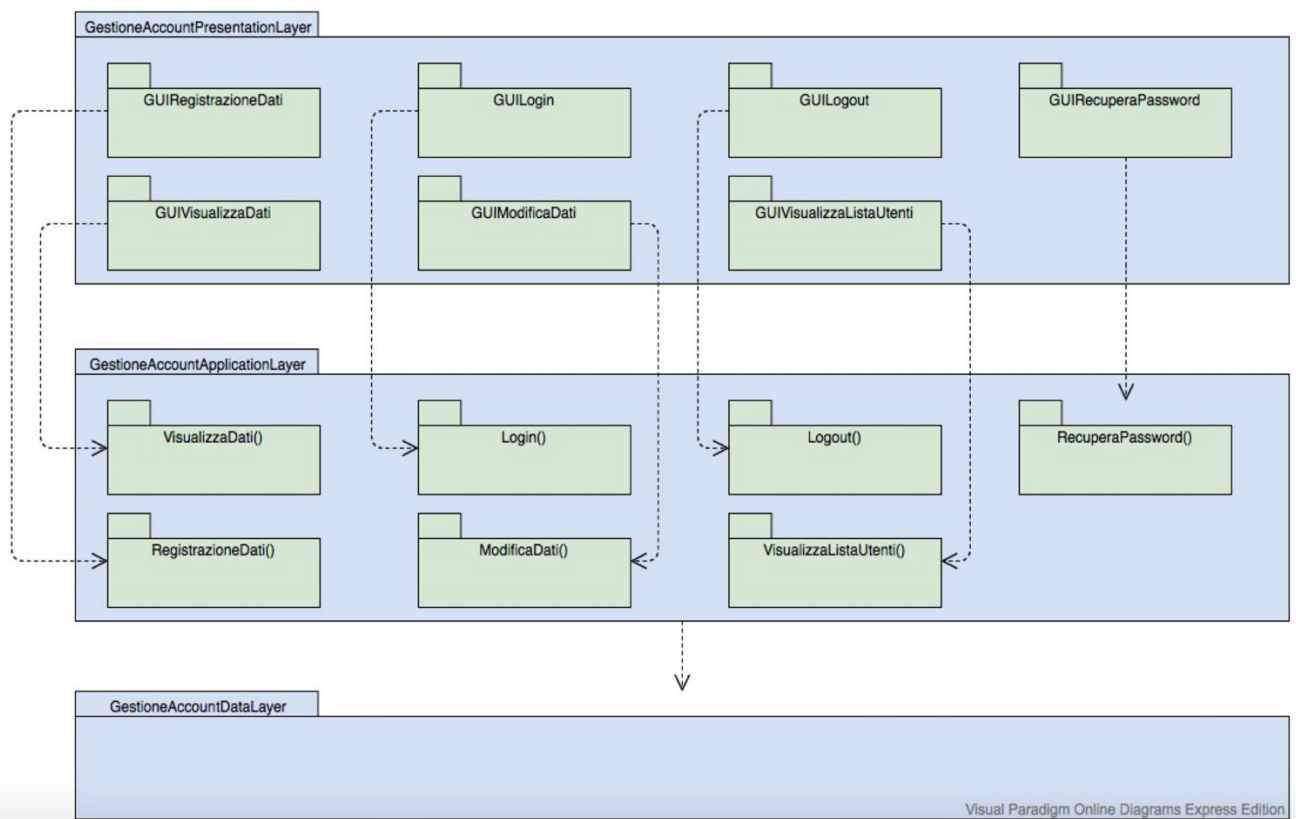 GestioneAccountPresentationLayer
GUIRegistrazioneDati
GUILogin
GUILogout
GUIRecuperaPassword
GUIVisualizzaDati
GUIModificaDati
GUIVisualizzaListaUtenti
GestioneAccountApplicationLayer
VisualizzaDati()
Login()
Logout()
RecuperaPassword()
RegistrazioneDati()
ModificaDati()
VisualizzaListaUtenti()
GestioneAccountDataLayer
Visual Paradigm Online Diagrams Express Edition